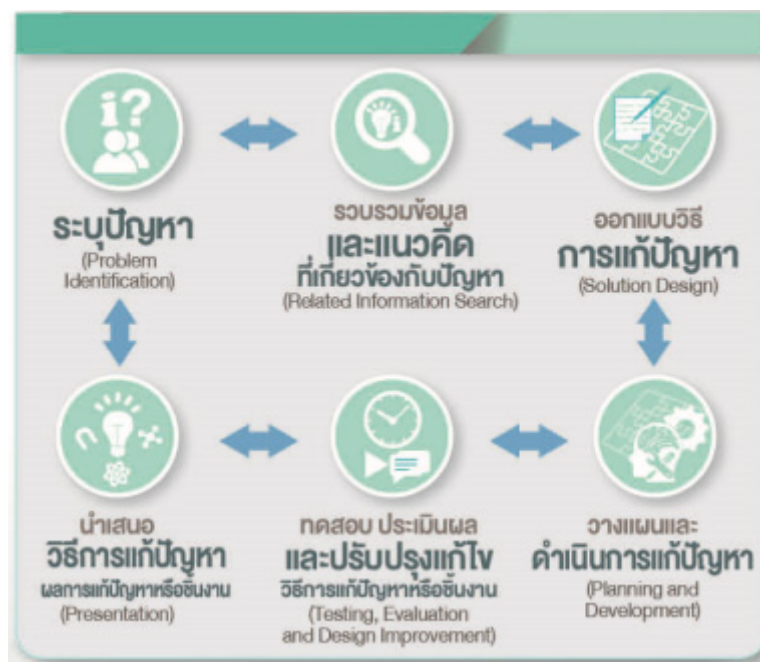 i?
ระบุปัญหา
(Problem
Identification)
รวบรวมข้อมูล
และแนวคิด
ที่เกี่ยวข้องกับปัญหา
(Related Information Search)
ออกแบบวิธี
การแก้ปัญหา
(Solution Design)
นำเสนอ
วิธีการแก้ปัญหา
ผลการแก้ปัญหาหรือชิ้นงาน
(Presentation)
ทดสอบ ประเมินผล
และปรับปรุงแก้ไข
วิธีการแก้ปัญหาหรือชิ้นงาน
(Testing, Evaluation
and Design Improvement)
วางแผนและ
ดำเนินการแก้ปัญหา
(Planning and
Development)